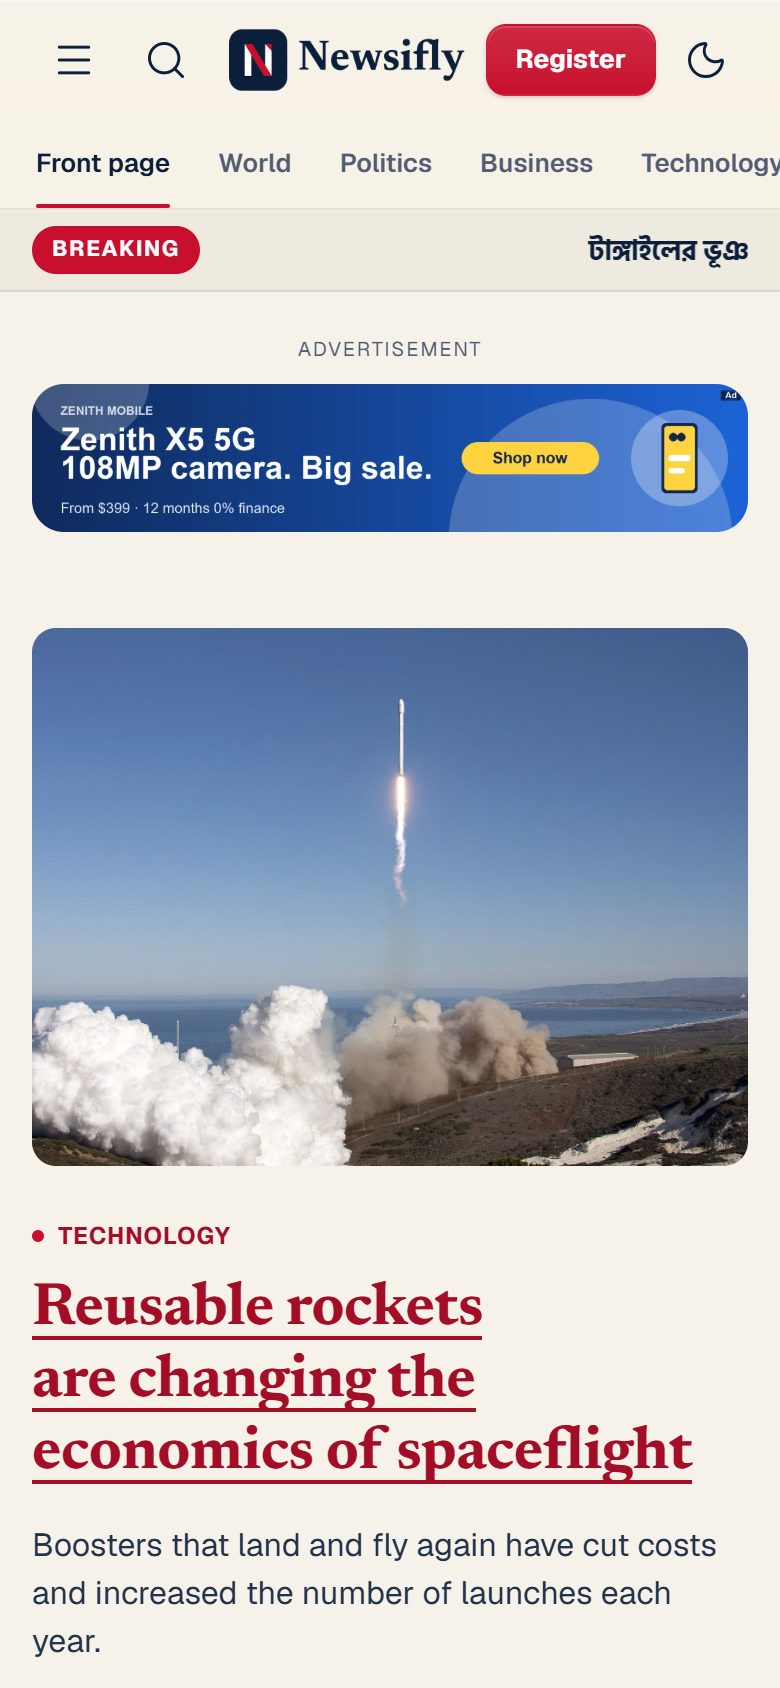 Newsifly
Register
Front page World Politics Business Technology
BREAKING
টাঙ্গাইলের ভূঞ
ADVERTISEMENT
Ad
ZENITH MOBILE
Zenith X5 5G
108MP camera. Big sale.
Shop now
From $399 · 12 months 0% finance
TECHNOLOGY
Reusable rockets
are changing the
economics of spaceflight
Boosters that land and fly again have cut costs
and increased the number of launches each
year.